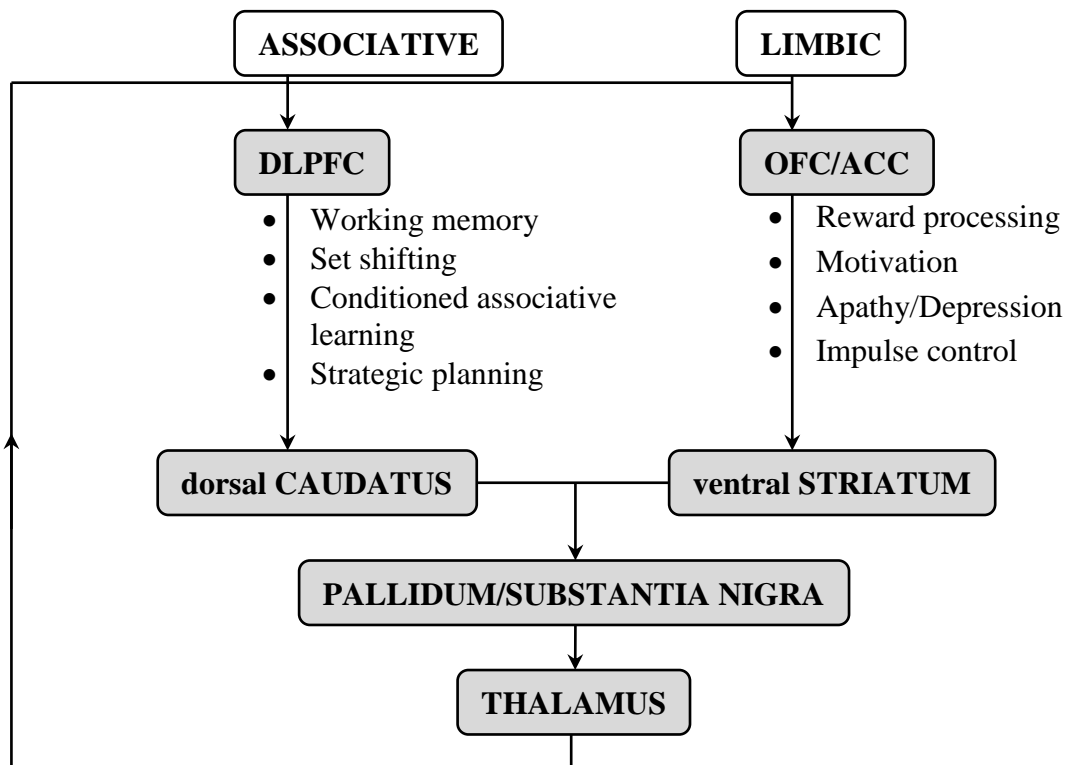 ASSOCIATIVE
LIMBIC
DLPFC
OFC/ACC
• Working memory
• Set shifting
• Conditioned associative
learning
• Strategic planning
• Reward processing
• Motivation
• Apathy/Depression
• Impulse control
dorsal CAUDATUS
ventral STRIATUM
PALLIDUM/SUBSTANTIA NIGRA
THALAMUS